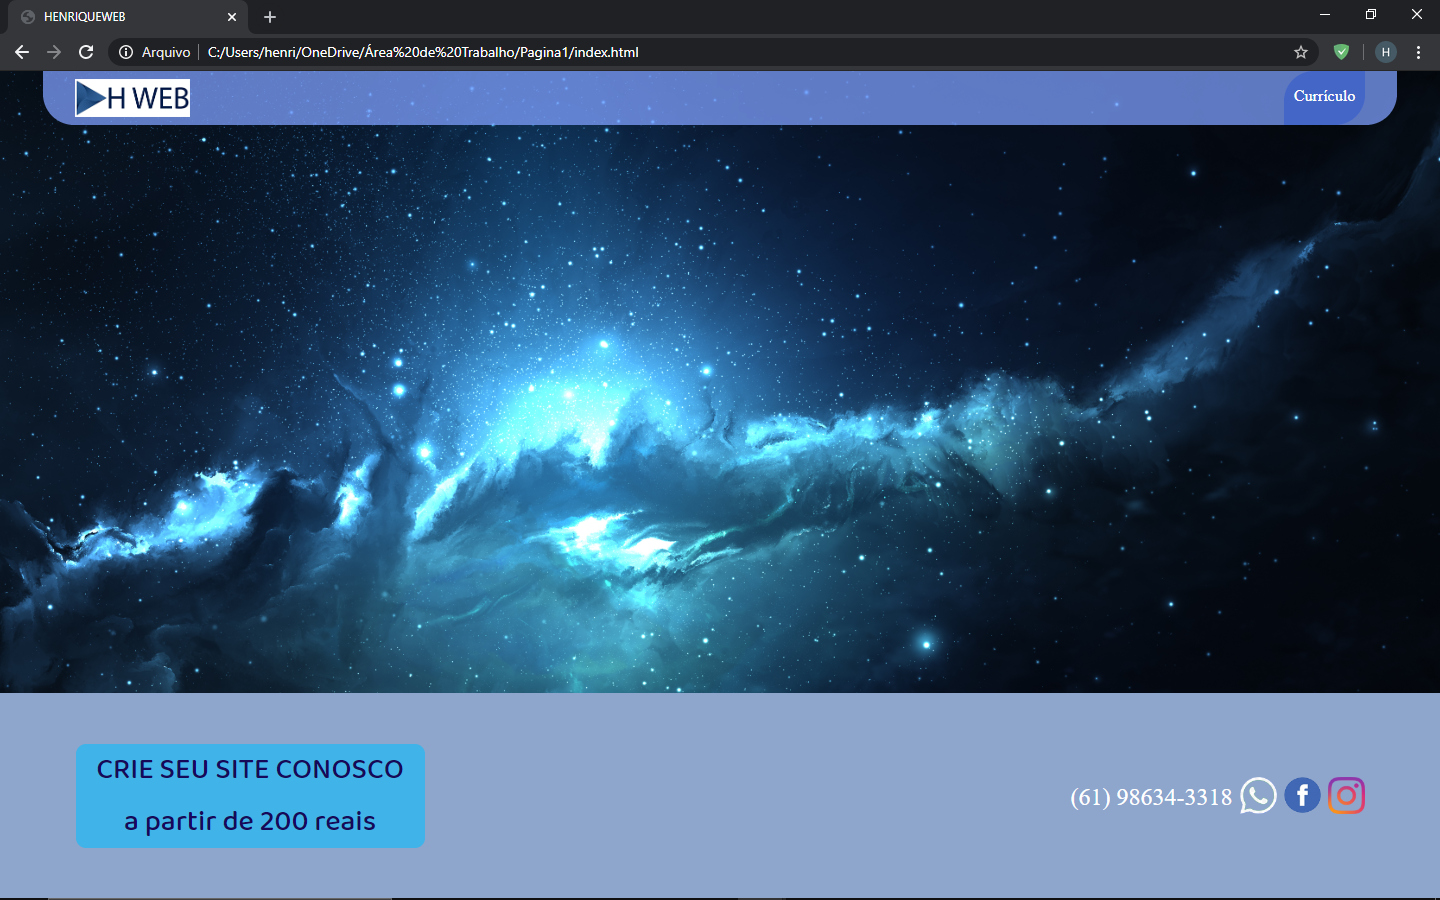 HENRIQUEWEB
Arquivo C:/Users/henri/OneDrive/Área%20de%20Trabalho/Pagina1/index.html
H
H WEB
Currículo
CRIE SEU SITE CONOSCO
a partir de 200 reais
(61) 98634-3318